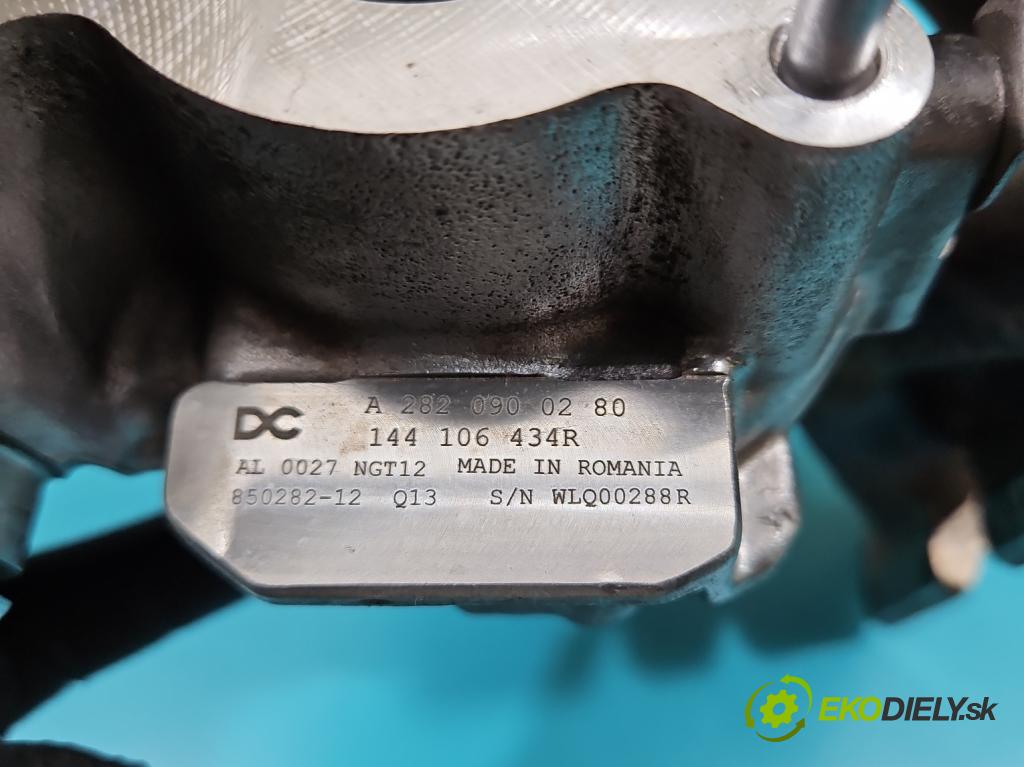 DC A 282 090 02 80
144 106 434R
AL 0027 NGT12 MADE IN ROMANIA
850282-12 Q13 S/N WLQ00288R
EKODIELY.sk